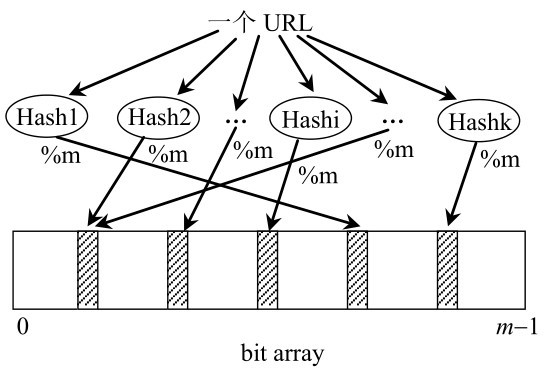 一个 URL
Hash1 Hash2 ... Hashi ... Hashk
%m %m %m %m %m
0 m−1
bit array